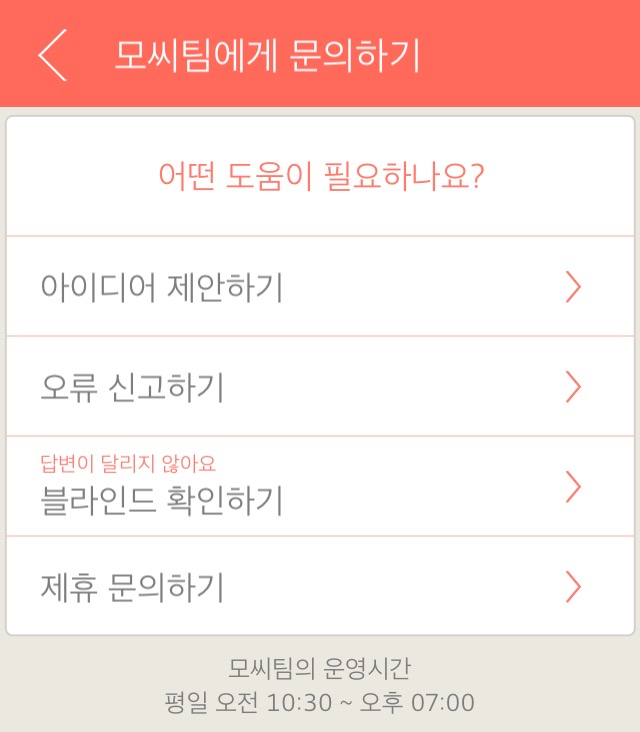 모씨팀에게 문의하기
어떤 도움이 필요하나요?
아이디어 제안하기
오류 신고하기
답변이 달리지 않아요
블라인드 확인하기
제휴 문의하기
모씨팀의 운영시간
평일 오전 10:30 ~ 오후 07:00